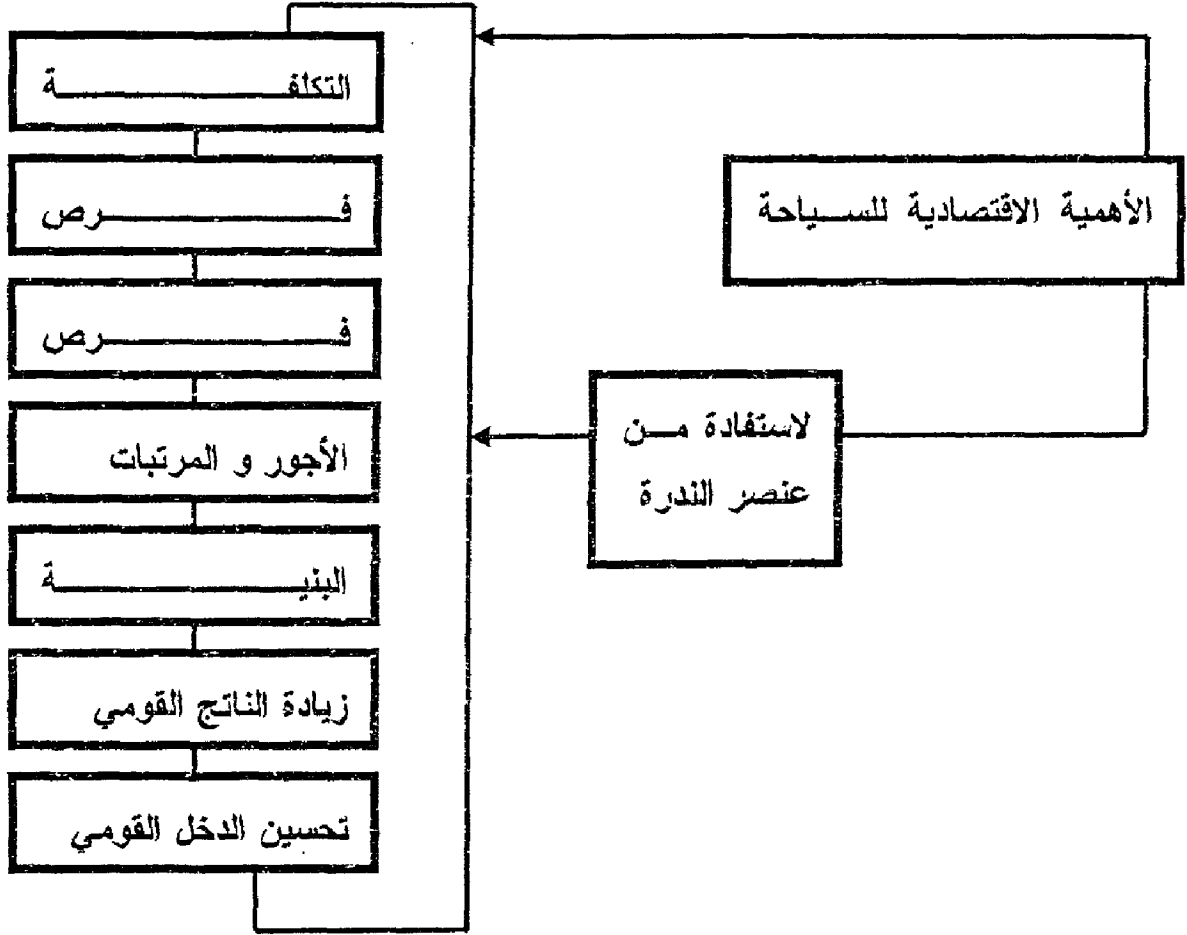 الأهمية الاقتصادية للسياحة
لاستفادة من
عنصر الندرة
التكلفة
فرص
فرص
الأجور و المرتبات
البنية
زيادة الناتج القومي
تحسين الدخل القومي